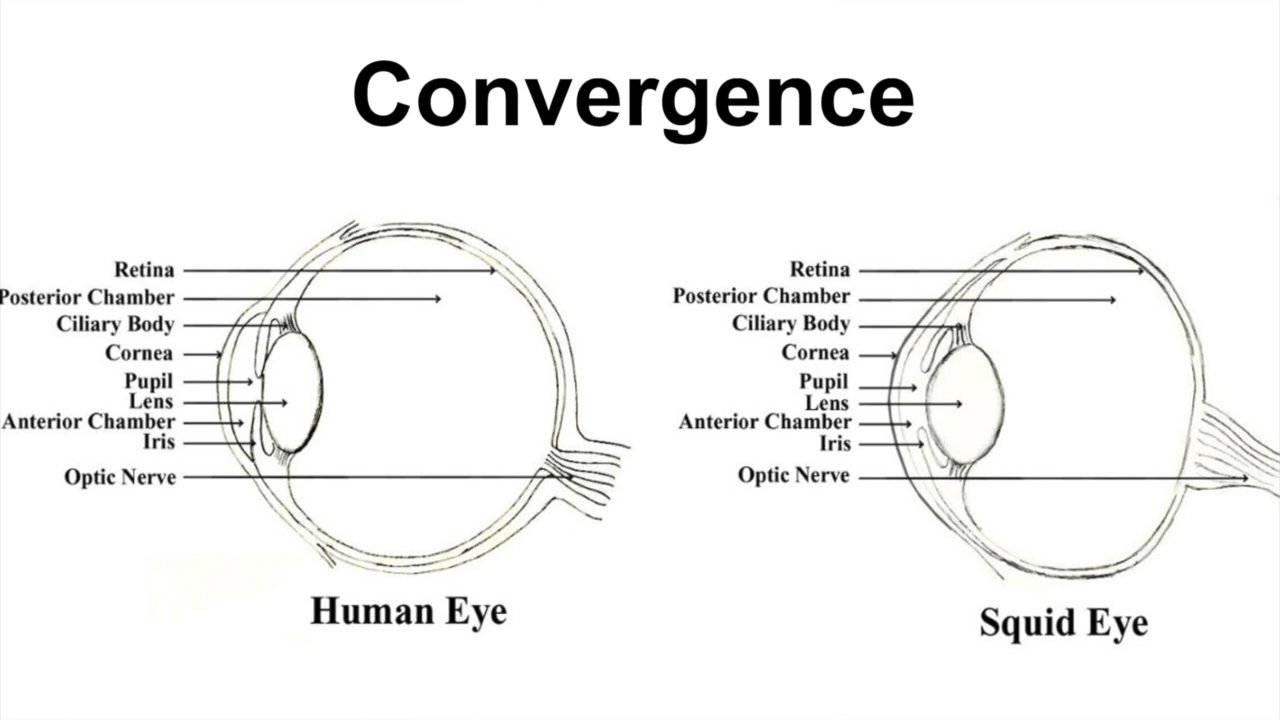 Convergence
Retina
Posterior Chamber
Ciliary Body
Cornea
Pupil
Lens
Anterior Chamber
Iris
Optic Nerve
Human Eye
Retina
Posterior Chamber
Ciliary Body
Cornea
Pupil
Lens
Anterior Chamber
Iris
Optic Nerve
Squid Eye